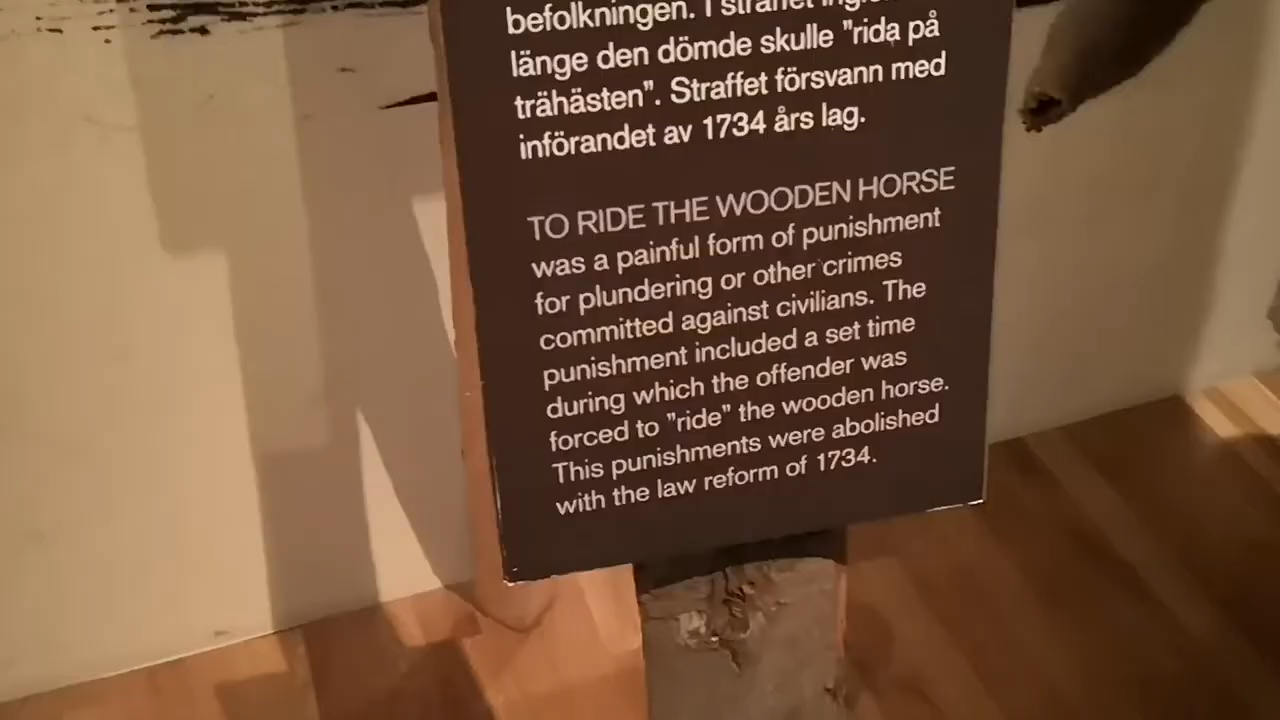 befolkningen. I straffet
länge den dömde skulle "rida på
trähästen". Straffet försvann med
införandet av 1734 års lag.
TO RIDE THE WOODEN HORSE
was a painful form of punishment
for plundering or other crimes
committed against civilians. The
punishment included a set time
during which the offender was
forced to "ride" the wooden horse.
This punishments were abolished
with the law reform of 1734.